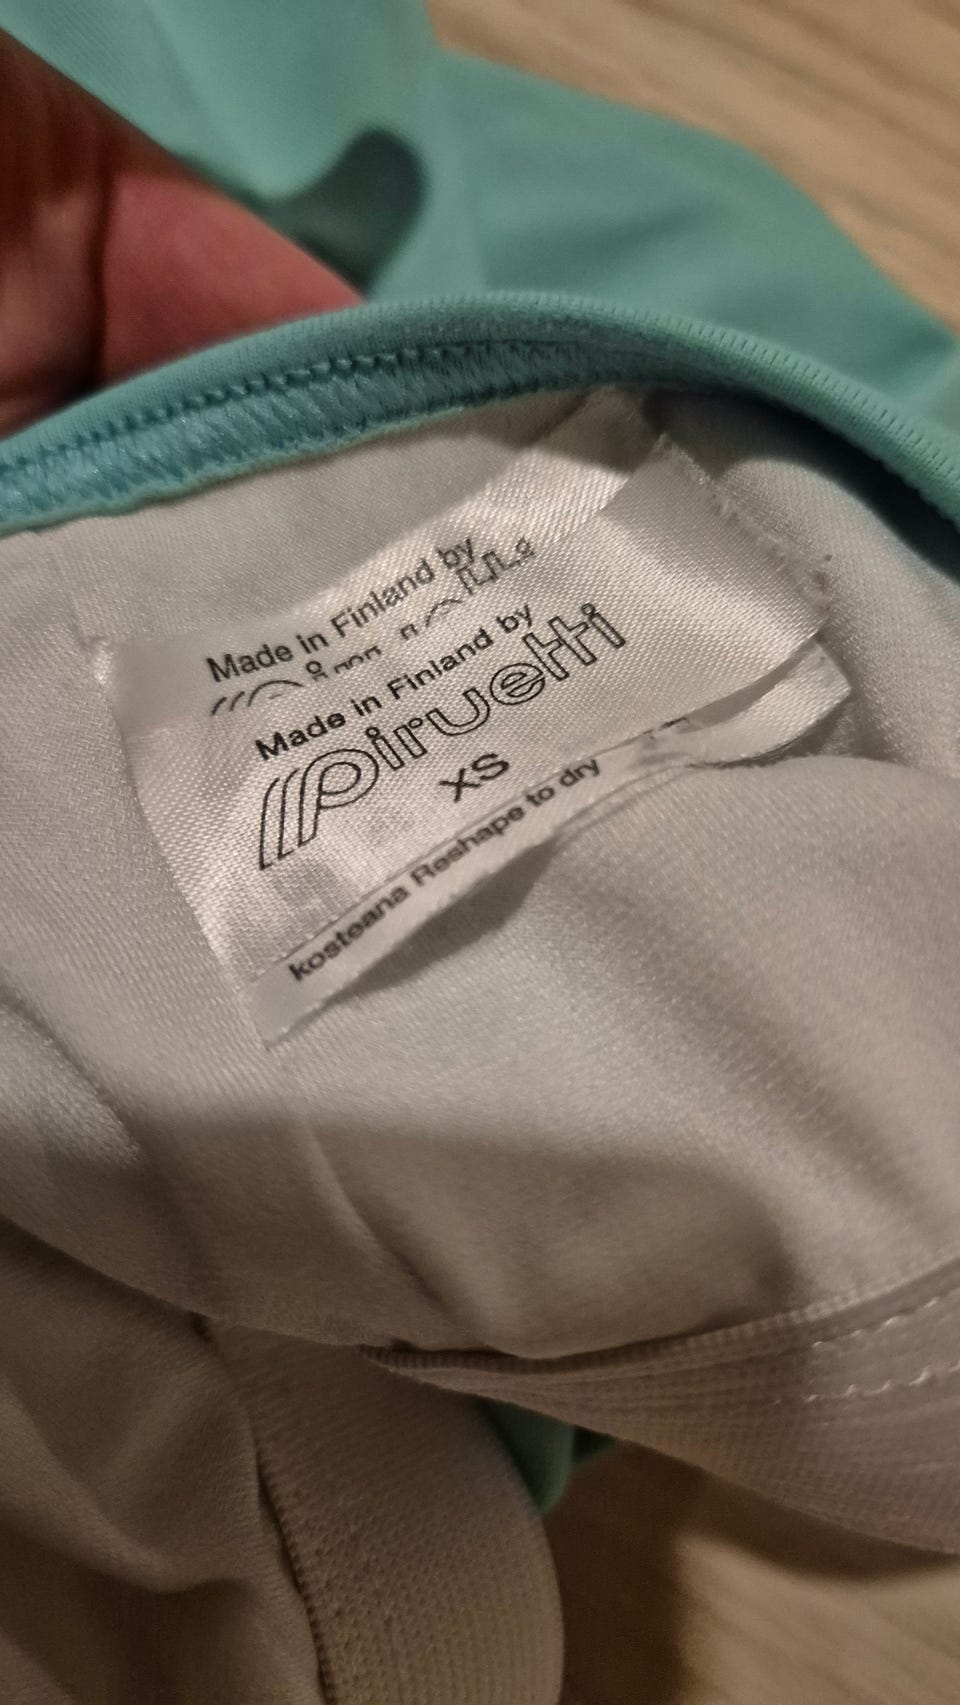 Made in Finland by
Made in Finland by
Piruetti
XS
kosteana Reshape to dry